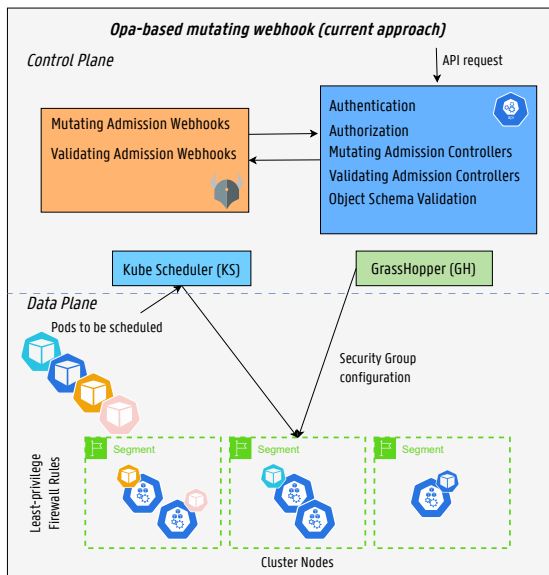 Opa-based mutating webhook (current approach)
Control Plane
API request
Mutating Admission Webhooks
Validating Admission Webhooks
Authentication
Authorization
Mutating Admission Controllers
Validating Admission Controllers
Object Schema Validation
Kube Scheduler (KS)
GrassHopper (GH)
Data Plane
Pods to be scheduled
Security Group
configuration
Least-privilege
Firewall Rules
Segment
Segment
Segment
Cluster Nodes